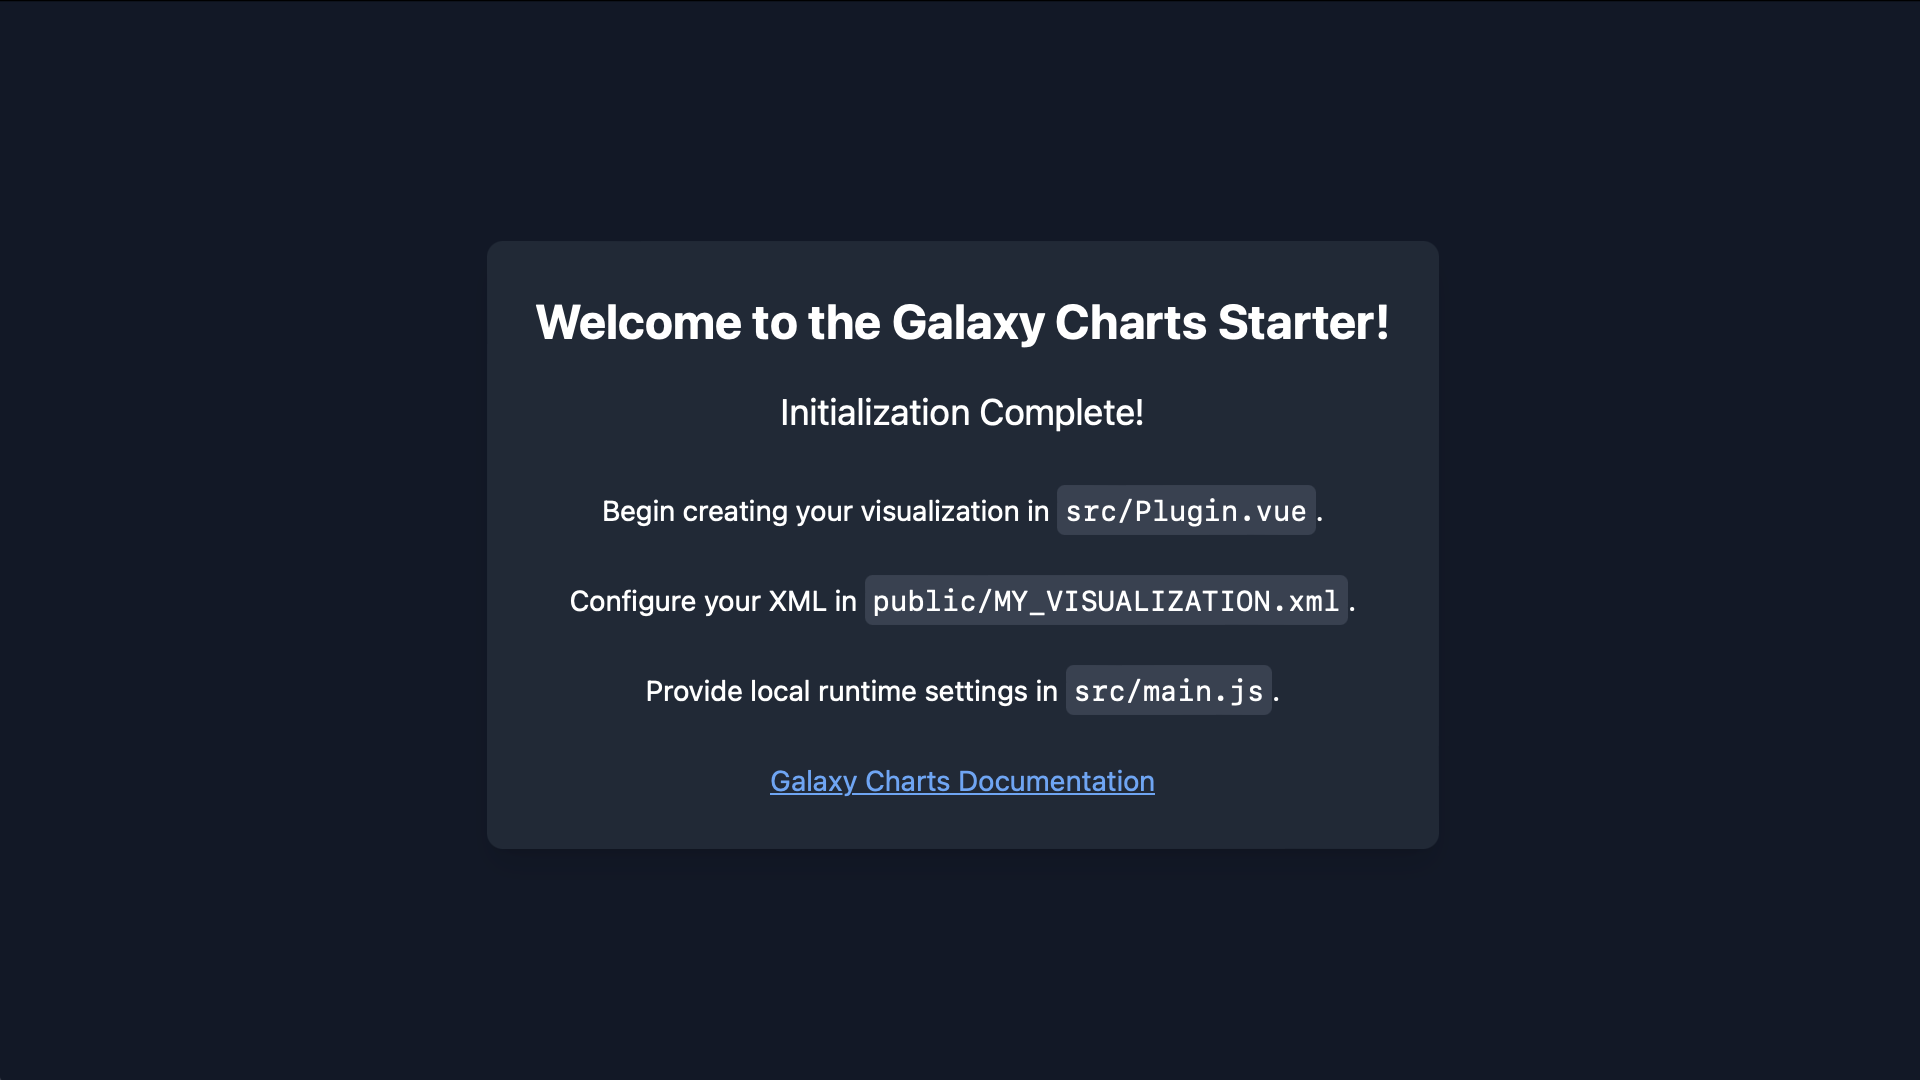 Welcome to the Galaxy Charts Starter!
Initialization Complete!
Begin creating your visualization in src/Plugin.vue.
Configure your XML in public/MY_VISUALIZATION.xml.
Provide local runtime settings in src/main.js.
Galaxy Charts Documentation